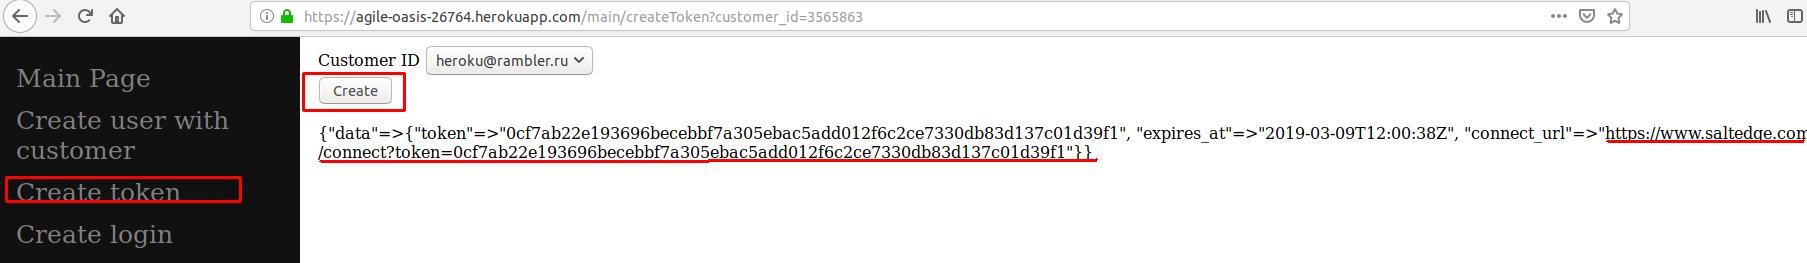 https://agile-oasis-26764.herokuapp.com/main/createToken?customer_id=3565863
Main Page
Create user with
customer
Create token
Create login
Customer ID heroku@rambler.ru
Create
{"data"=>{"token"=>"0cf7ab22e193696becebbf7a305ebac5add012f6c2ce7330db83d137c01d39f1", "expires_at"=>"2019-03-09T12:00:38Z", "connect_url"=>"https://www.saltedge.com
/connect?token=0cf7ab22e193696becebbf7a305ebac5add012f6c2ce7330db83d137c01d39f1"}}